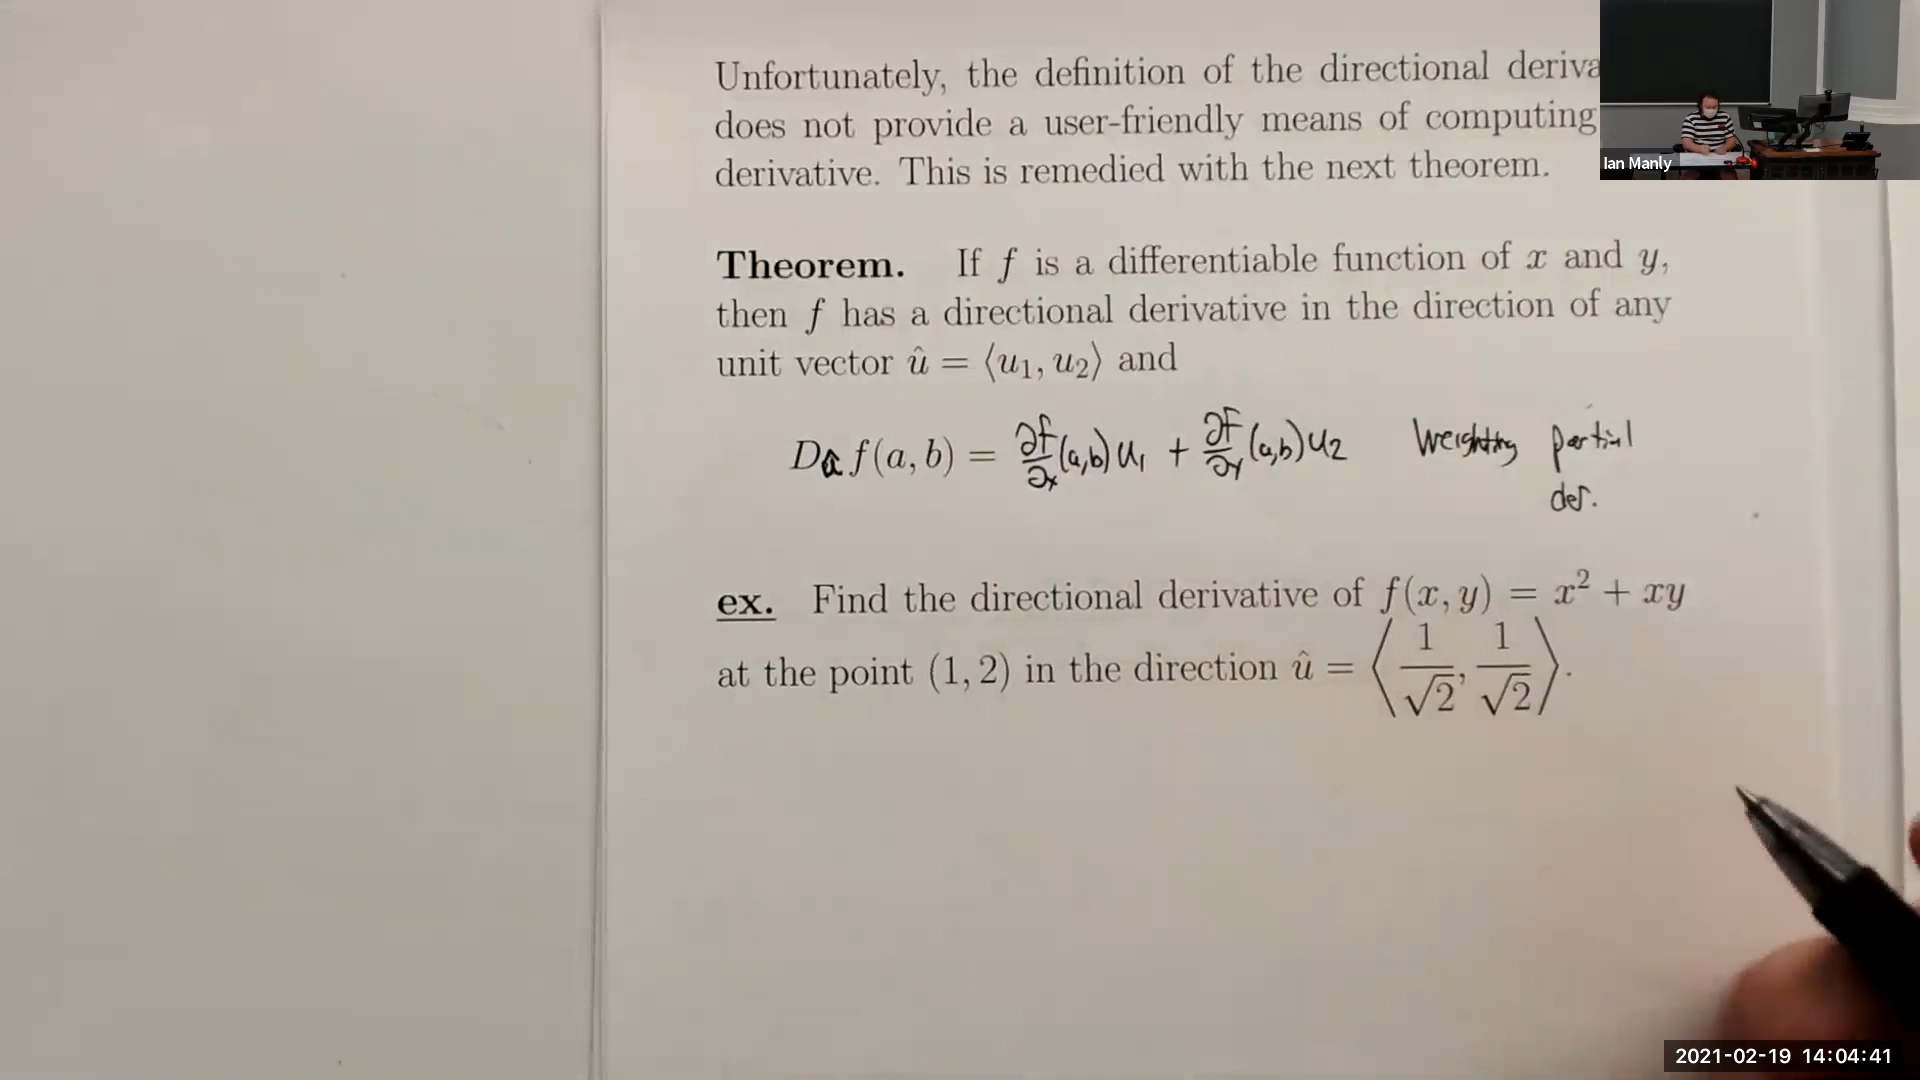 Unfortunately, the definition of the directional deriva
does not provide a user-friendly means of computing
derivative. This is remedied with the next theorem.
Ian Manly
Theorem. If f is a differentiable function of x and y,
then f has a directional derivative in the direction of any
unit vector û = ⟨u₁, u₂⟩ and
D_û f(a, b) = ∂f/∂x (a,b) u₁ + ∂f/∂y (a,b) u₂ Weighting partial
der.
ex. Find the directional derivative of f(x, y) = x² + xy
at the point (1, 2) in the direction û = ⟨1/√2, 1/√2⟩.
2021-02-19 14:04:41